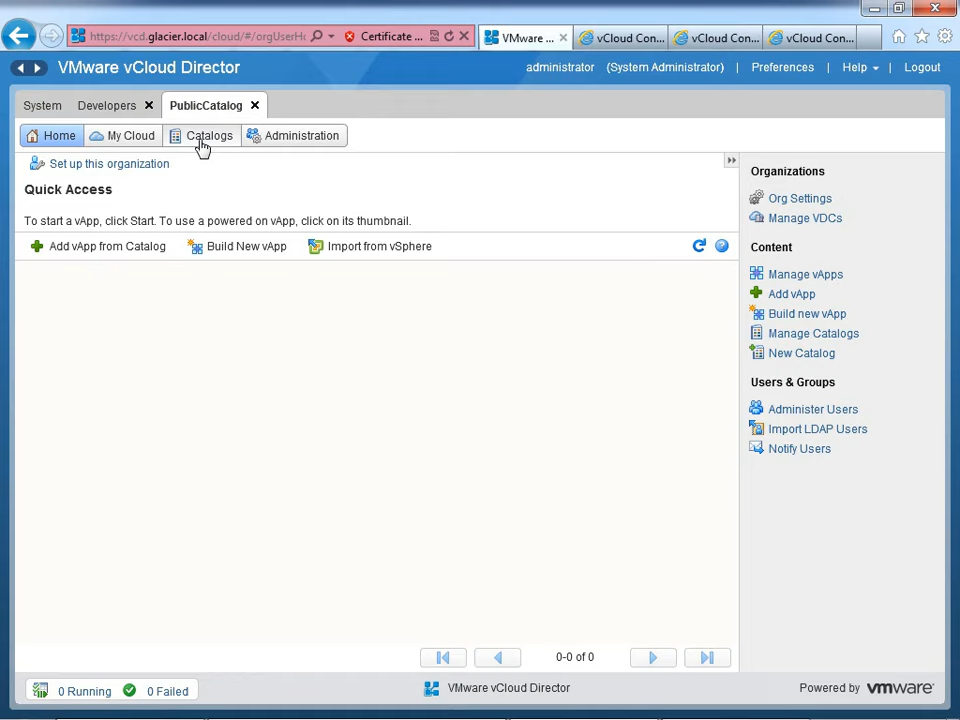 https://vcd.glacier.local/cloud/#/orgUserHo
Certificate ...
VMware ...
vCloud Con...
vCloud Con...
vCloud Con...
VMware vCloud Director
administrator (System Administrator) | Preferences | Help | Logout
System
Developers
PublicCatalog
Home
My Cloud
Catalogs
Administration
Set up this organization
Quick Access
To start a vApp, click Start. To use a powered on vApp, click on its thumbnail.
Add vApp from Catalog
Build New vApp
Import from vSphere
Organizations
Org Settings
Manage VDCs
Content
Manage vApps
Add vApp
Build new vApp
Manage Catalogs
New Catalog
Users & Groups
Administer Users
Import LDAP Users
Notify Users
0-0 of 0
0 Running
0 Failed
VMware vCloud Director
Powered by vmware